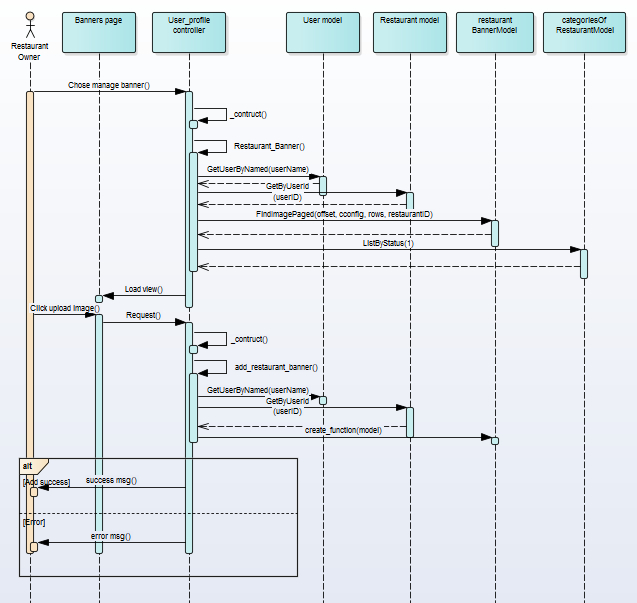 Banners page
User_profile
controller
User model
Restaurant model
restaurant
BannerModel
categoriesOf
RestaurantModel
Restaurant
Owner
Chose manage banner()
_contruct()
Restaurant_Banner()
GetUserByNamed(userName)
GetByUserId
(userID)
FindImagePaged(offset, cconfig, rows, restaurantID)
ListByStatus(1)
Load view()
Click upload image()
Request()
_contruct()
add_restaurant_banner()
GetUserByNamed(userName)
GetByUserId
(userID)
create_function(model)
alt
[Add success]
success msg()
[Error]
error msg()